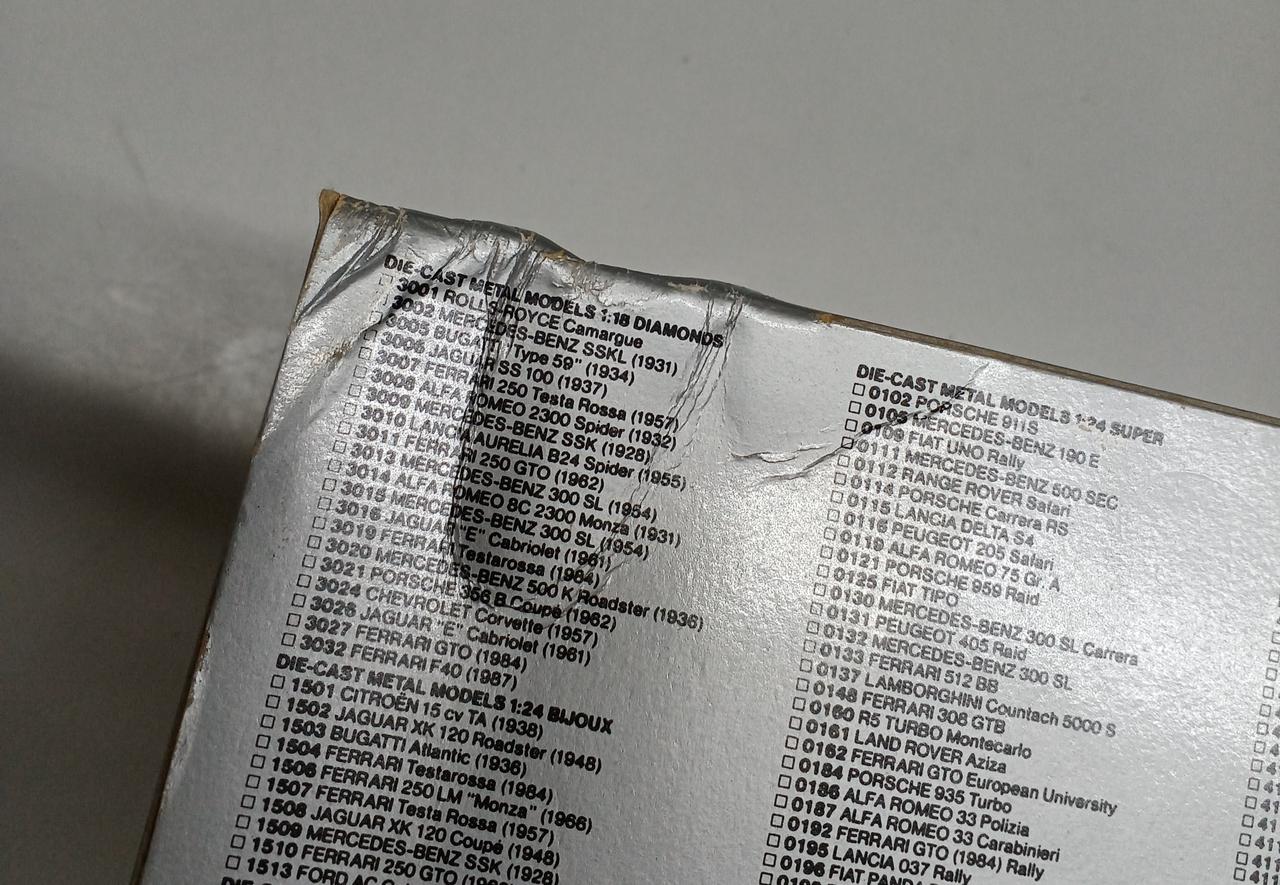 DIE-CAST METAL MODELS 1:18 DIAMONDS
☐ 3001 ROLLS-ROYCE Camargue
☐ 3002 MERCEDES-BENZ SSKL (1931)
☐ 3005 BUGATTI "Type 59" (1934)
☐ 3006 JAGUAR SS 100 (1937)
☐ 3007 FERRARI 250 Testa Rossa (1957)
☐ 3008 ALFA ROMEO 2300 Spider (1932)
☐ 3009 MERCEDES-BENZ SSK (1928)
☐ 3010 LANCIA AURELIA B24 Spider (1955)
☐ 3011 FERRARI 250 GTO (1962)
☐ 3013 MERCEDES-BENZ 300 SL (1954)
☐ 3014 ALFA ROMEO 8C 2300 Monza (1931)
☐ 3015 MERCEDES-BENZ 300 SL (1954)
☐ 3016 JAGUAR "E" Cabriolet (1961)
☐ 3019 FERRARI Testarossa (1984)
☐ 3020 MERCEDES-BENZ 500 K Roadster (1936)
☐ 3021 PORSCHE 356 B Coupé (1962)
☐ 3024 CHEVROLET Corvette (1957)
☐ 3026 JAGUAR "E" Cabriolet (1961)
☐ 3027 FERRARI GTO (1984)
☐ 3032 FERRARI F40 (1987)
DIE-CAST METAL MODELS 1:24 BIJOUX
☐ 1501 CITROËN 15 cv TA (1938)
☐ 1502 JAGUAR XK 120 Roadster (1948)
☐ 1503 BUGATTI Atlantic (1936)
☐ 1504 FERRARI Testarossa (1984)
☐ 1506 FERRARI 250 LM "Monza" (1966)
☐ 1507 FERRARI Testa Rossa (1957)
☐ 1508 JAGUAR XK 120 Coupé (1948)
☐ 1509 MERCEDES-BENZ SSK (1928
☐ 1510 FERRARI 250 GTO
☐ 1513 FORD AC
DIE-CAST METAL MODELS 1:24 SUPER
☐ 0102 PORSCHE 911S
☐ 0105 MERCEDES-BENZ 190 E
☐ 0109 FIAT UNO Rally
☐ 0111 MERCEDES-BENZ 500 SEC
☐ 0112 RANGE ROVER Safari
☐ 0114 PORSCHE Carrera RS
☐ 0115 LANCIA DELTA S4
☐ 0116 PEUGEOT 205 Safari
☐ 0119 ALFA ROMEO 75 Gr. A
☐ 0121 PORSCHE 959 Raid
☐ 0125 FIAT TIPO
☐ 0130 MERCEDES-BENZ 300 SL Carrera
☐ 0131 PEUGEOT 405 Raid
☐ 0132 MERCEDES-BENZ 300 SL
☐ 0133 FERRARI 512 BB
☐ 0137 LAMBORGHINI Countach 5000 S
☐ 0148 FERRARI 308 GTB
☐ 0160 R5 TURBO Montecarlo
☐ 0161 LAND ROVER Aziza
☐ 0162 FERRARI GTO European University
☐ 0184 PORSCHE 935 Turbo
☐ 0186 ALFA ROMEO 33 Polizia
☐ 0187 ALFA ROMEO 33 Carabinieri
☐ 0192 FERRARI GTO (1984) Rally
☐ 0195 LANCIA 037 Rally
☐ 0196 FIAT PANDA